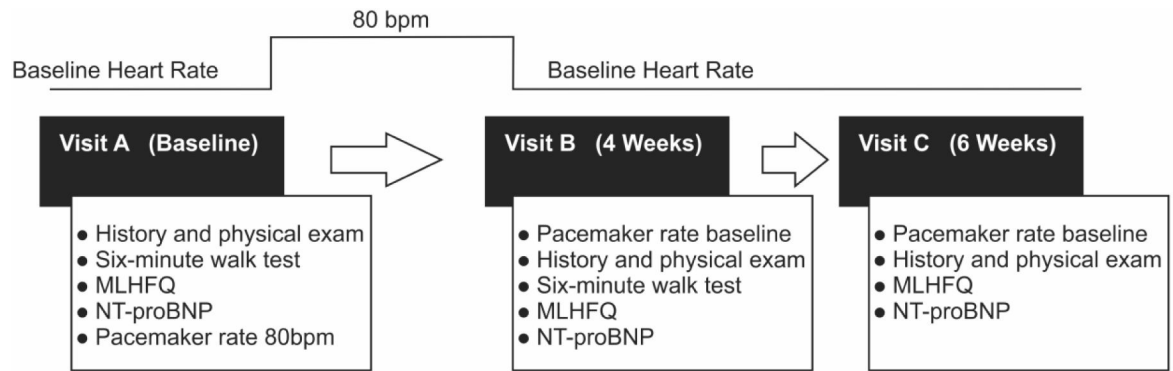 80 bpm
Baseline Heart Rate
Baseline Heart Rate
Visit A (Baseline)
Visit B (4 Weeks)
Visit C (6 Weeks)
● History and physical exam
● Six-minute walk test
● MLHFQ
● NT-proBNP
● Pacemaker rate 80bpm
● Pacemaker rate baseline
● History and physical exam
● Six-minute walk test
● MLHFQ
● NT-proBNP
● Pacemaker rate baseline
● History and physical exam
● MLHFQ
● NT-proBNP